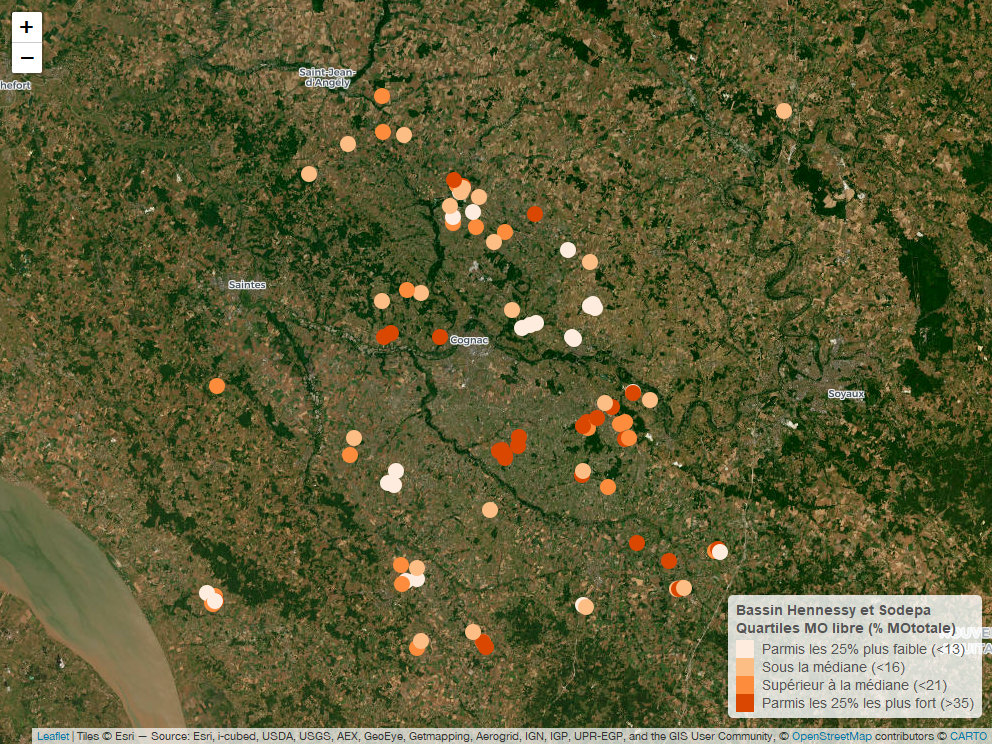 +
−
Saint-Jean-
d'Angély
hefort
Saintes
Cognac
Soyaux
Bassin Hennessy et Sodepa
Quartiles MO libre (% MOtotale)
Parmis les 25% plus faible (<13)
Sous la médiane (<16)
Supérieur à la médiane (<21)
Parmis les 25% les plus fort (>35)
Leaflet | Tiles © Esri — Source: Esri, i-cubed, USDA, USGS, AEX, GeoEye, Getmapping, Aerogrid, IGN, IGP, UPR-EGP, and the GIS User Community, © OpenStreetMap contributors © CARTO